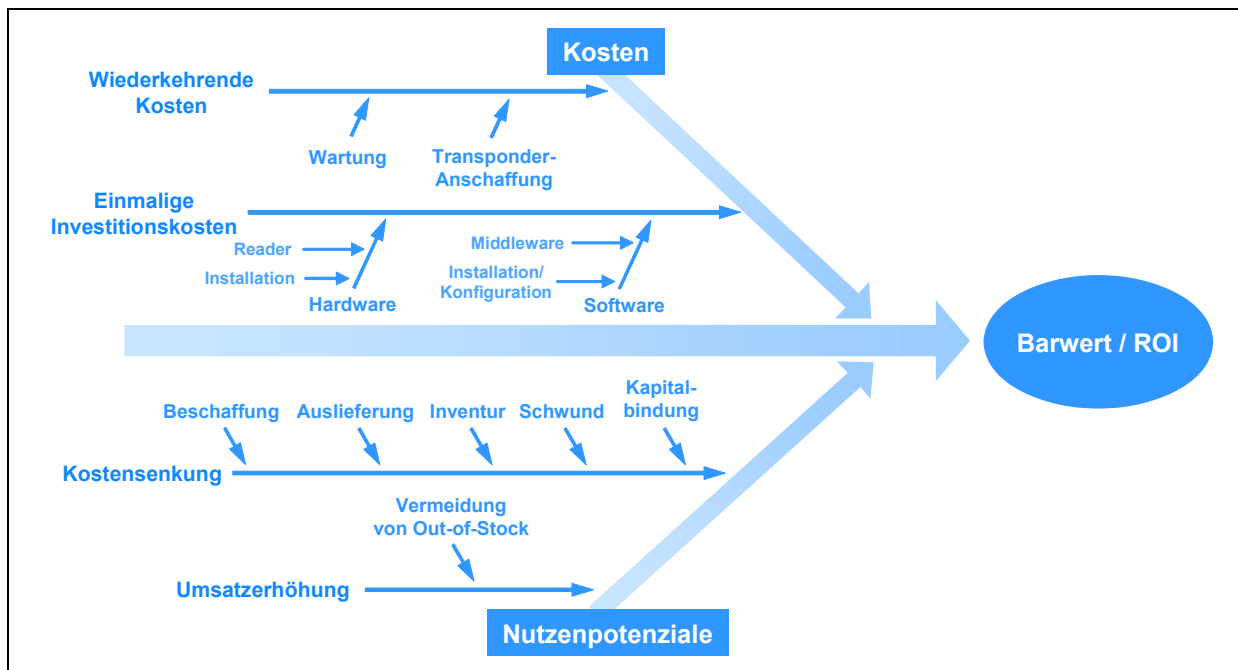 Kosten
Wiederkehrende
Kosten
Wartung
Transponder-
Anschaffung
Einmalige
Investitionskosten
Reader
Installation
Hardware
Middleware
Installation/
Konfiguration
Software
Barwert / ROI
Beschaffung
Auslieferung
Inventur
Schwund
Kapital-
bindung
Kostensenkung
Vermeidung
von Out-of-Stock
Umsatzerhöhung
Nutzenpotenziale